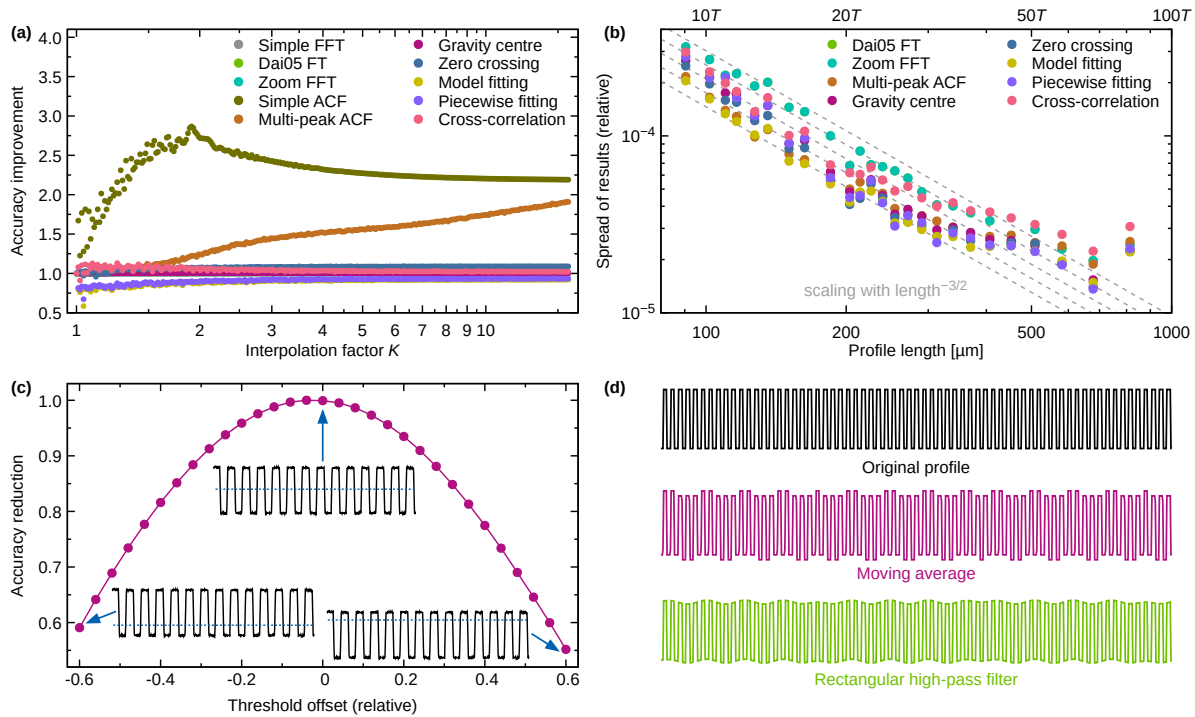 (a)
4.0
3.5
3.0
2.5
2.0
1.5
1.0
0.5
Accuracy improvement
Simple FFT
Dai05 FT
Zoom FFT
Simple ACF
Multi-peak ACF
Gravity centre
Zero crossing
Model fitting
Piecewise fitting
Cross-correlation
1 2 3 4 5 6 7 8 10
Interpolation factor K
(b)
10T 20T 50T 100T
10⁻⁴
10⁻⁵
Spread of results (relative)
Dai05 FT
Zoom FFT
Multi-peak ACF
Gravity centre
Zero crossing
Model fitting
Piecewise fitting
Cross-correlation
scaling with length⁻³/²
100 200 500 1000
Profile length [µm]
(c)
1.0
0.9
0.8
0.7
0.6
Accuracy reduction
-0.6 -0.4 -0.2 0 0.2 0.4 0.6
Threshold offset (relative)
(d)
Original profile
Moving average
Rectangular high-pass filter